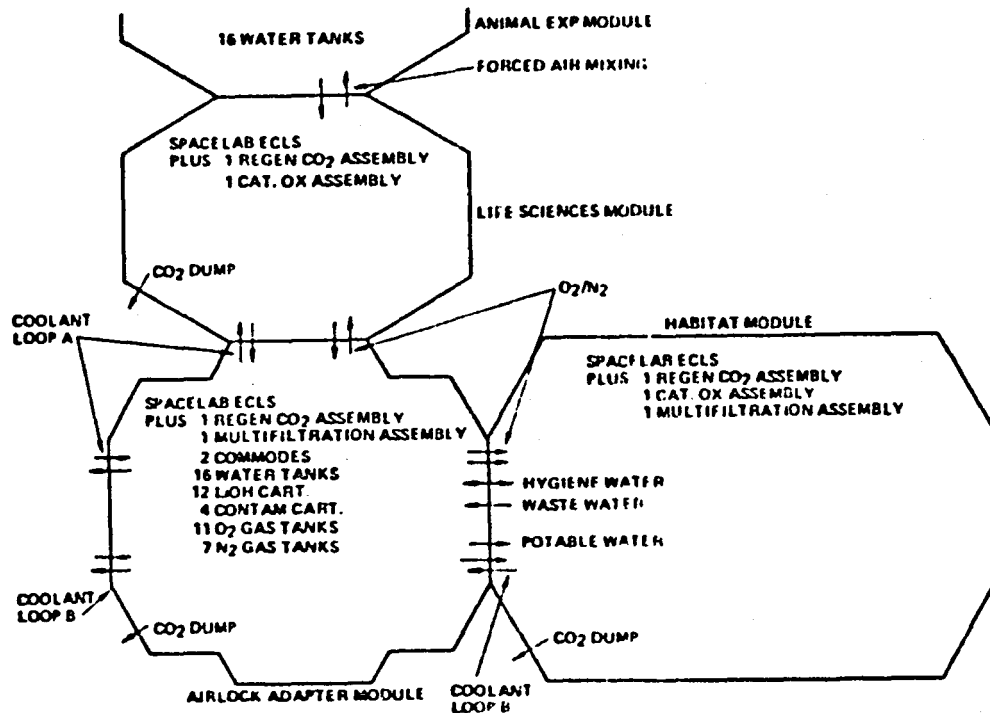 16 WATER TANKS
ANIMAL EXP MODULE
FORCED AIR MIXING
SPACELAB ECLS
PLUS 1 REGEN CO2 ASSEMBLY
1 CAT. OX ASSEMBLY
LIFE SCIENCES MODULE
CO2 DUMP
O2/N2
COOLANT
LOOP A
HABITAT MODULE
SPACELAB ECLS
PLUS 1 REGEN CO2 ASSEMBLY
1 CAT. OX ASSEMBLY
1 MULTIFILTRATION ASSEMBLY
SPACELAB ECLS
PLUS 1 REGEN CO2 ASSEMBLY
1 MULTIFILTRATION ASSEMBLY
2 COMMODES
16 WATER TANKS
12 LiOH CART.
4 CONTAM CART.
11 O2 GAS TANKS
7 N2 GAS TANKS
HYGIENE WATER
WASTE WATER
POTABLE WATER
COOLANT
LOOP B
CO2 DUMP
CO2 DUMP
AIRLOCK ADAPTER MODULE
COOLANT
LOOP B